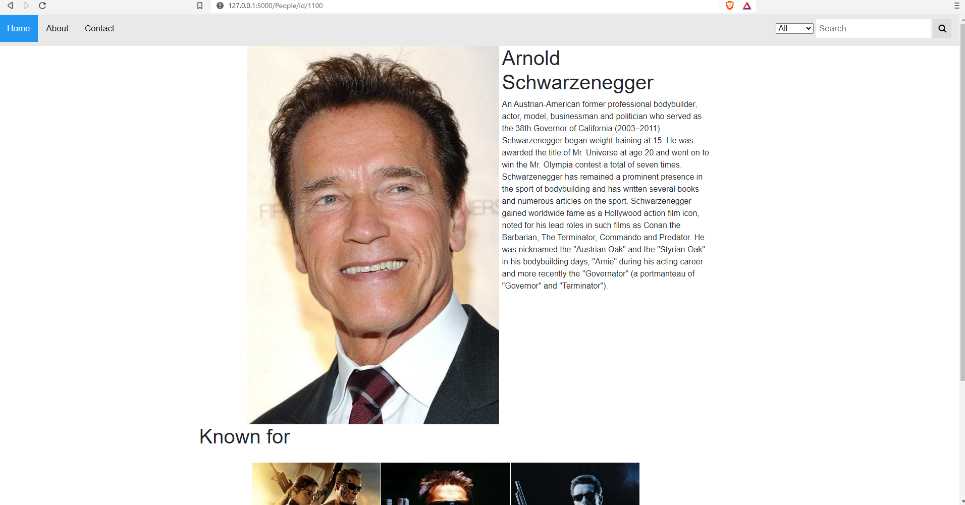 127.0.0.1:5000/People/id/1100
Home About Contact All Search
Arnold
Schwarzenegger
An Austrian-American former professional bodybuilder,
actor, model, businessman and politician who served as
the 38th Governor of California (2003–2011).
Schwarzenegger began weight training at 15. He was
awarded the title of Mr. Universe at age 20 and went on to
win the Mr. Olympia contest a total of seven times.
Schwarzenegger has remained a prominent presence in
the sport of bodybuilding and has written several books
and numerous articles on the sport. Schwarzenegger
gained worldwide fame as a Hollywood action film icon,
noted for his lead roles in such films as Conan the
Barbarian, The Terminator, Commando and Predator. He
was nicknamed the "Austrian Oak" and the "Styrian Oak"
in his bodybuilding days, "Arnie" during his acting career
and more recently the "Governator" (a portmanteau of
"Governor" and "Terminator").
Known for